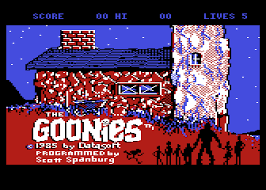 SCORE 00 HI 00 LIVES 5
THE
GOONiES
© 1985 by Datasoft
PROGRAMMED by
Scott Spanburg